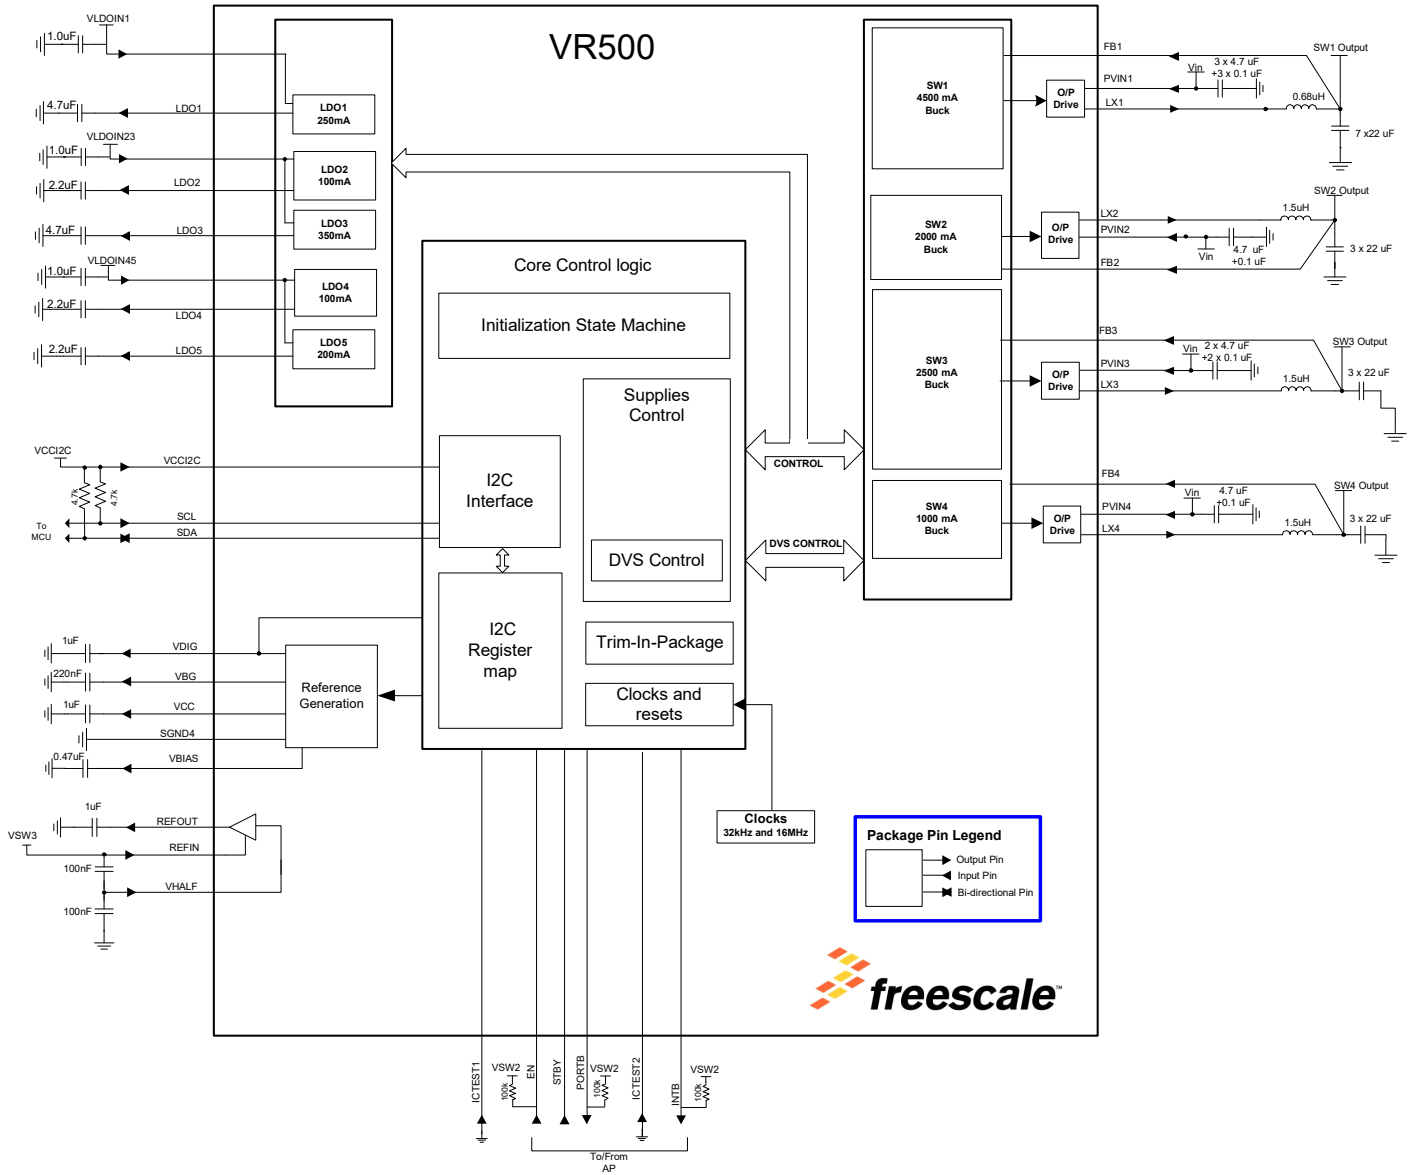 VR500
VLDOIN1
1.0uF
4.7uF
LDO1
VLDOIN23
1.0uF
2.2uF
LDO2
4.7uF
LDO3
VLDOIN45
1.0uF
2.2uF
LDO4
2.2uF
LDO5
LDO1
250mA
LDO2
100mA
LDO3
350mA
LDO4
100mA
LDO5
200mA
Core Control logic
Initialization State Machine
Supplies
Control
DVS Control
I2C
Interface
I2C
Register
map
Trim-In-Package
Clocks and
resets
CONTROL
DVS CONTROL
SW1
4500 mA
Buck
SW2
2000 mA
Buck
SW3
2500 mA
Buck
SW4
1000 mA
Buck
O/P
Drive
O/P
Drive
O/P
Drive
O/P
Drive
FB1
PVIN1
LX1
Vin
3 x 4.7 uF
+3 x 0.1 uF
0.68uH
SW1 Output
7 x22 uF
LX2
PVIN2
FB2
Vin
4.7 uF
+0.1 uF
1.5uH
SW2 Output
3 x 22 uF
FB3
PVIN3
LX3
Vin
2 x 4.7 uF
+2 x 0.1 uF
1.5uH
SW3 Output
3 x 22 uF
FB4
PVIN4
LX4
Vin
4.7 uF
+0.1 uF
1.5uH
SW4 Output
3 x 22 uF
VCCI2C
VCCI2C
4.7k
4.7k
To
MCU
SCL
SDA
1uF
VDIG
220nF
VBG
1uF
VCC
SGND4
0.47uF
VBIAS
Reference
Generation
1uF
REFOUT
VSW3
REFIN
100nF
VHALF
100nF
Clocks
32kHz and 16MHz
Package Pin Legend
Output Pin
Input Pin
Bi-directional Pin
freescale™
ICTEST1
VSW2
100k
EN
STBY
PORTB
VSW2
100k
ICTEST2
INTB
VSW2
100k
To/From
AP